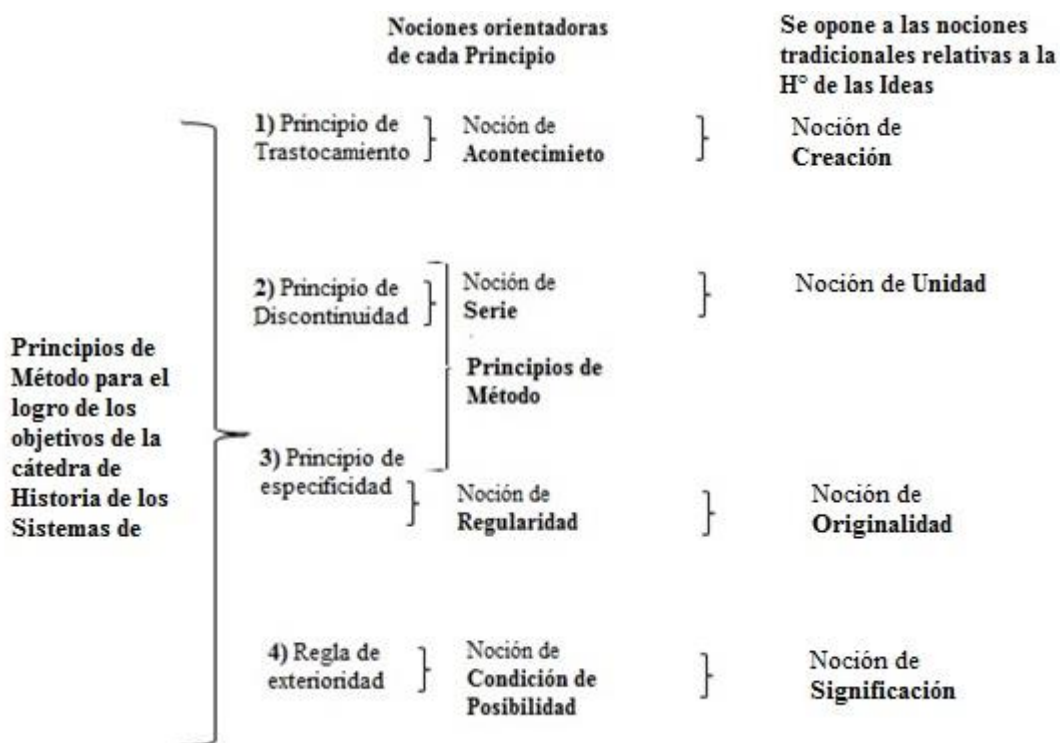 Nociones orientadoras
de cada Principio
Se opone a las nociones
tradicionales relativas a la
H° de las Ideas
Principios de
Método para el
logro de los
objetivos de la
cátedra de
Historia de los
Sistemas de
1) Principio de
Trastocamiento
Noción de
Acontecimieto
Noción de
Creación
2) Principio de
Discontinuidad
Noción de
Serie
Noción de Unidad
Principios de
Método
3) Principio de
especificidad
Noción de
Regularidad
Noción de
Originalidad
4) Regla de
exterioridad
Noción de
Condición de
Posibilidad
Noción de
Significación